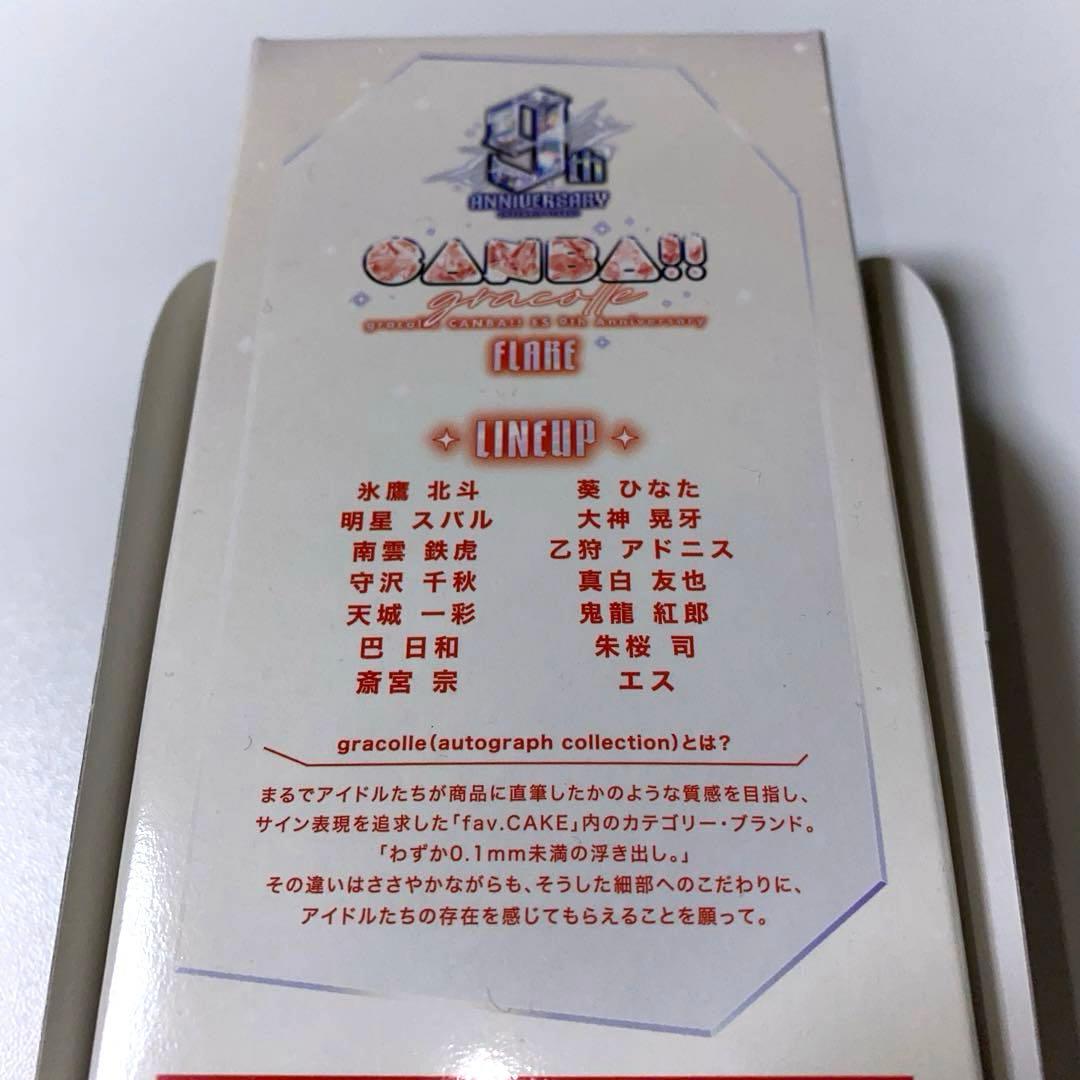 9th
ANNIVERSARY
CANBA!!
gracolle
gracolle CANBA!! ES 9th Anniversary
FLAKE
LINEUP
氷鷹 北斗 葵 ひなた
明星 スバル 大神 晃牙
南雲 鉄虎 乙狩 アドニス
守沢 千秋 真白 友也
天城 一彩 鬼龍 紅郎
巴 日和 朱桜 司
斎宮 宗 エス
gracolle(autograph collection)とは?
まるでアイドルたちが商品に直筆したかのような質感を目指し、
サイン表現を追求した「fav.CAKE」内のカテゴリー・ブランド。
「わずか0.1mm未満の浮き出し。」
その違いはささやかながらも、そうした細部へのこだわりに、
アイドルたちの存在を感じてもらえることを願って。